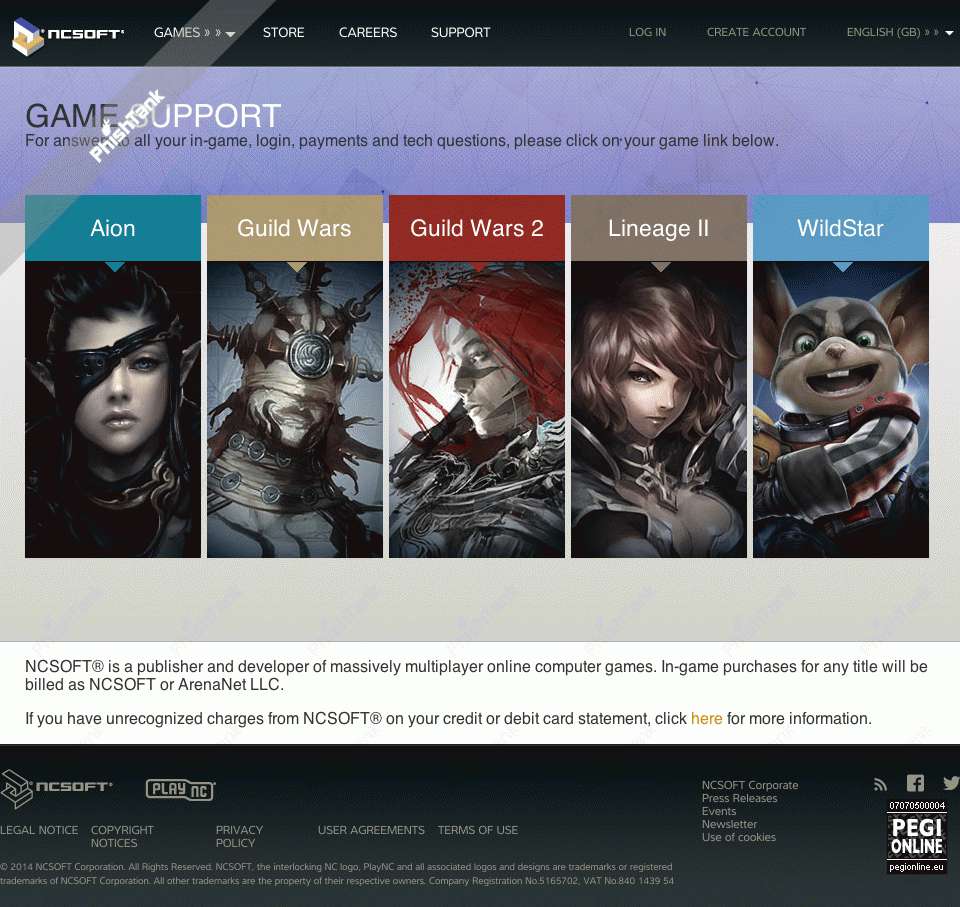 NCSOFT®
GAMES » » STORE CAREERS SUPPORT LOG IN CREATE ACCOUNT ENGLISH (GB) » »
GAME SUPPORT
For answers to all your in-game, login, payments and tech questions, please click on your game link below.
PhishTank
Aion Guild Wars Guild Wars 2 Lineage II WildStar
NCSOFT® is a publisher and developer of massively multiplayer online computer games. In-game purchases for any title will be
billed as NCSOFT or ArenaNet LLC.
If you have unrecognized charges from NCSOFT® on your credit or debit card statement, click here for more information.
NCSOFT® PLAY NC
LEGAL NOTICE COPYRIGHT NOTICES PRIVACY POLICY USER AGREEMENTS TERMS OF USE
NCSOFT Corporate
Press Releases
Events
Newsletter
Use of cookies
07070500004
PEGI
ONLINE
pegionline.eu
© 2014 NCSOFT Corporation. All Rights Reserved. NCSOFT, the interlocking NC logo, PlayNC and all associated logos and designs are trademarks or registered
trademarks of NCSOFT Corporation. All other trademarks are the property of their respective owners. Company Registration No.5165702, VAT No.840 1439 54